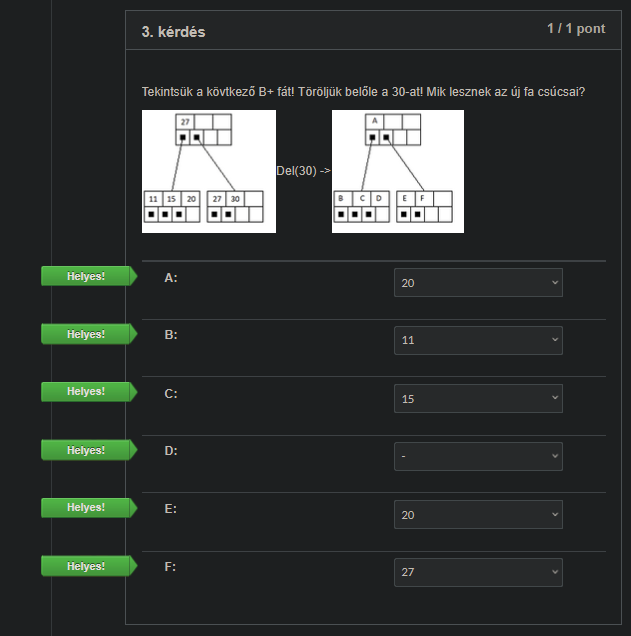 3. kérdés
1 / 1 pont
Tekintsük a kövtkező B+ fát! Töröljük belőle a 30-at! Mik lesznek az új fa csúcsai?
27
11 15 20 27 30
Del(30) ->
A
B C D E F
Helyes! A: 20
Helyes! B: 11
Helyes! C: 15
Helyes! D: -
Helyes! E: 20
Helyes! F: 27